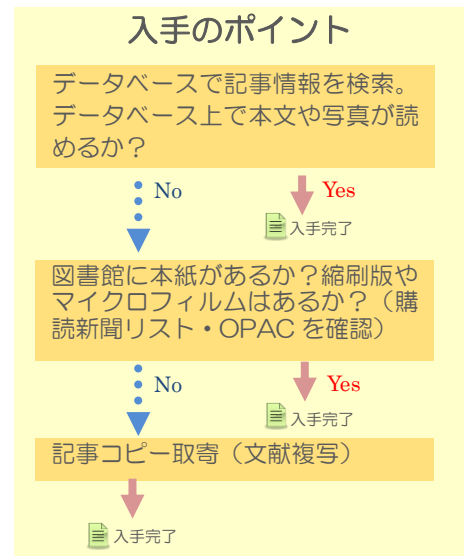 入手のポイント
データベースで記事情報を検索。
データベース上で本文や写真が読
めるか？
No
Yes
入手完了
図書館に本紙があるか？縮刷版や
マイクロフィルムはあるか？（購
読新聞リスト・OPAC を確認）
No
Yes
入手完了
記事コピー取寄（文献複写）
入手完了